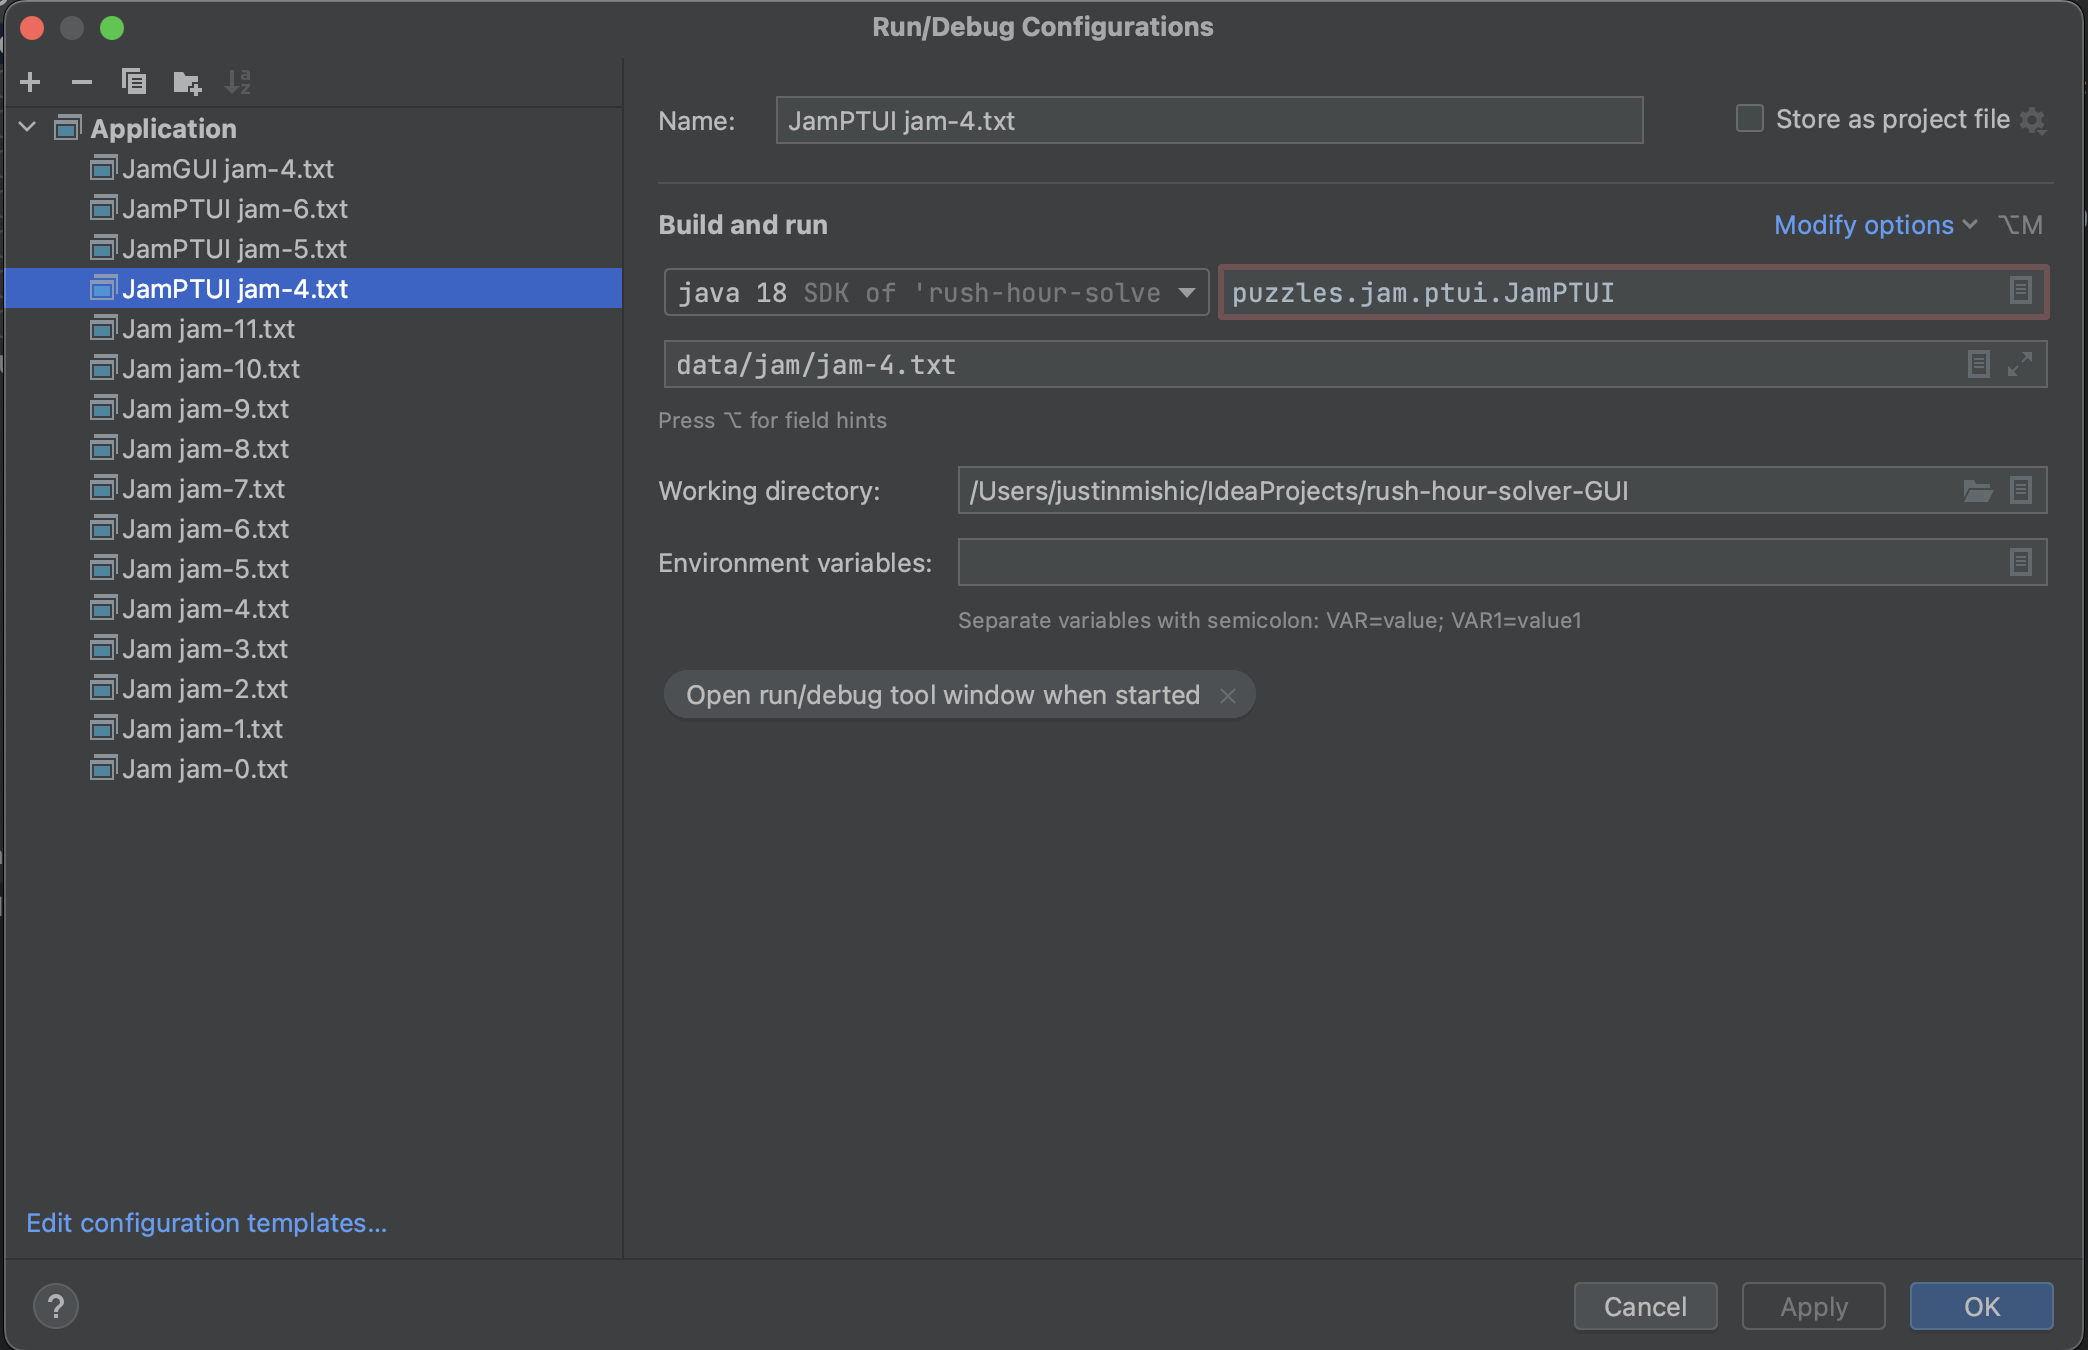 Run/Debug Configurations
Application
JamGUI jam-4.txt
JamPTUI jam-6.txt
JamPTUI jam-5.txt
JamPTUI jam-4.txt
Jam jam-11.txt
Jam jam-10.txt
Jam jam-9.txt
Jam jam-8.txt
Jam jam-7.txt
Jam jam-6.txt
Jam jam-5.txt
Jam jam-4.txt
Jam jam-3.txt
Jam jam-2.txt
Jam jam-1.txt
Jam jam-0.txt
Edit configuration templates...
Name: JamPTUI jam-4.txt Store as project file
Build and run Modify options ⌥M
java 18 SDK of 'rush-hour-solve puzzles.jam.ptui.JamPTUI
data/jam/jam-4.txt
Press ⌥ for field hints
Working directory: /Users/justinmishic/IdeaProjects/rush-hour-solver-GUI
Environment variables:
Separate variables with semicolon: VAR=value; VAR1=value1
Open run/debug tool window when started
? Cancel Apply OK